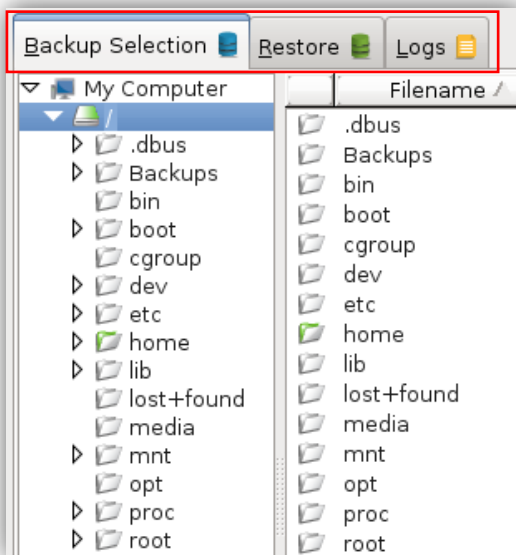 Backup Selection Restore Logs
My Computer
/
.dbus
Backups
bin
boot
cgroup
dev
etc
home
lib
lost+found
media
mnt
opt
proc
root
Filename
.dbus
Backups
bin
boot
cgroup
dev
etc
home
lib
lost+found
media
mnt
opt
proc
root